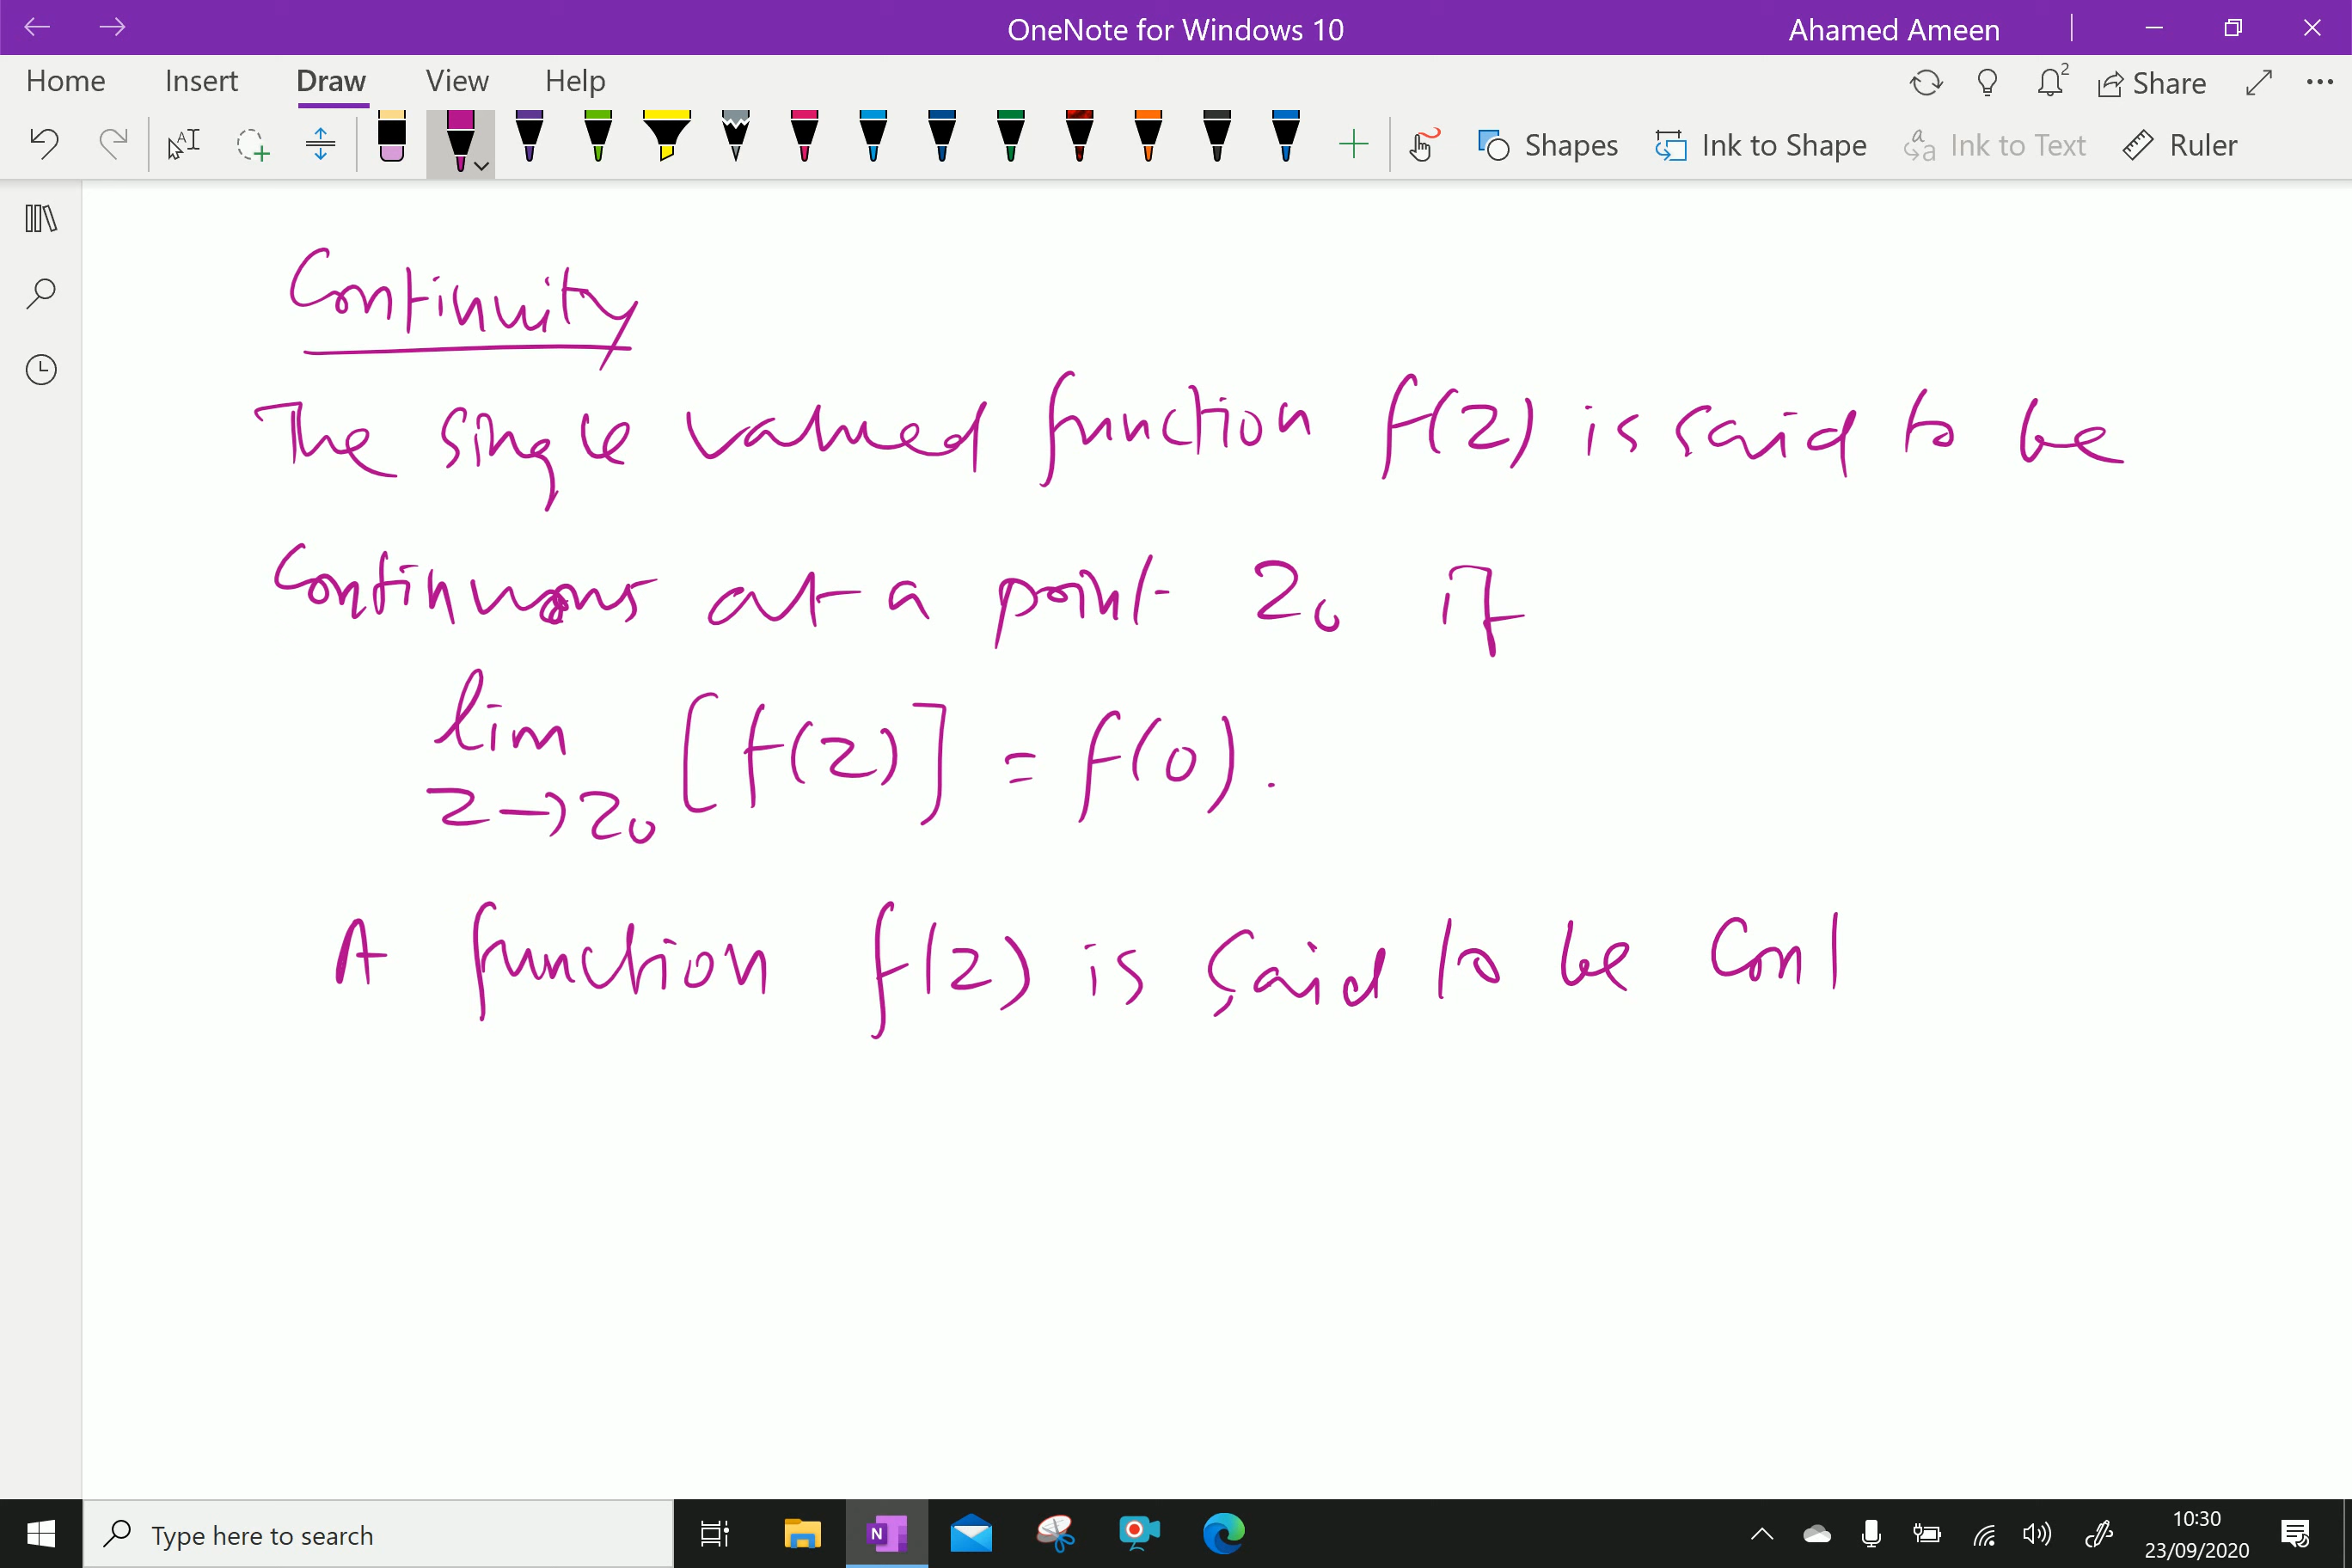 OneNote for Windows 10
Ahamed Ameen
Home Insert Draw View Help
2
Share
Shapes Ink to Shape Ink to Text Ruler
Continuity
The single valued function f(z) is said to be
Continuous at a point z₀ if
lim [f(z)] = f(0).
z→z₀
A function f(z) is said to be Con
Type here to search
N
10:30
23/09/2020